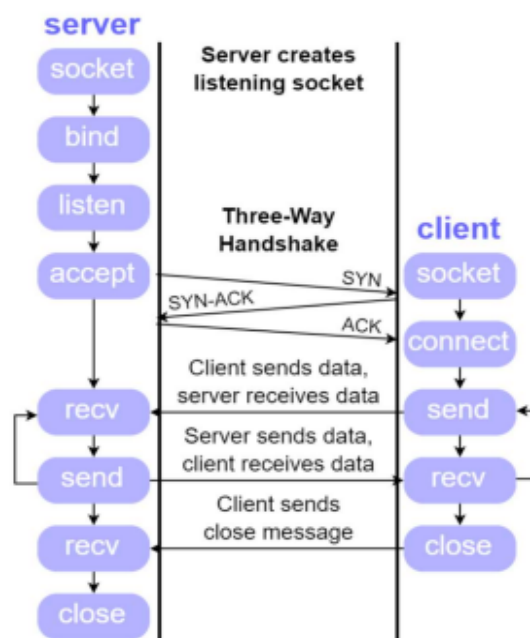 server
socket
Server creates
listening socket
bind
listen
Three-Way
Handshake
client
accept
SYN
socket
SYN-ACK
ACK
connect
Client sends data,
server receives data
recv
send
Server sends data,
client receives data
send
recv
Client sends
close message
recv
close
close